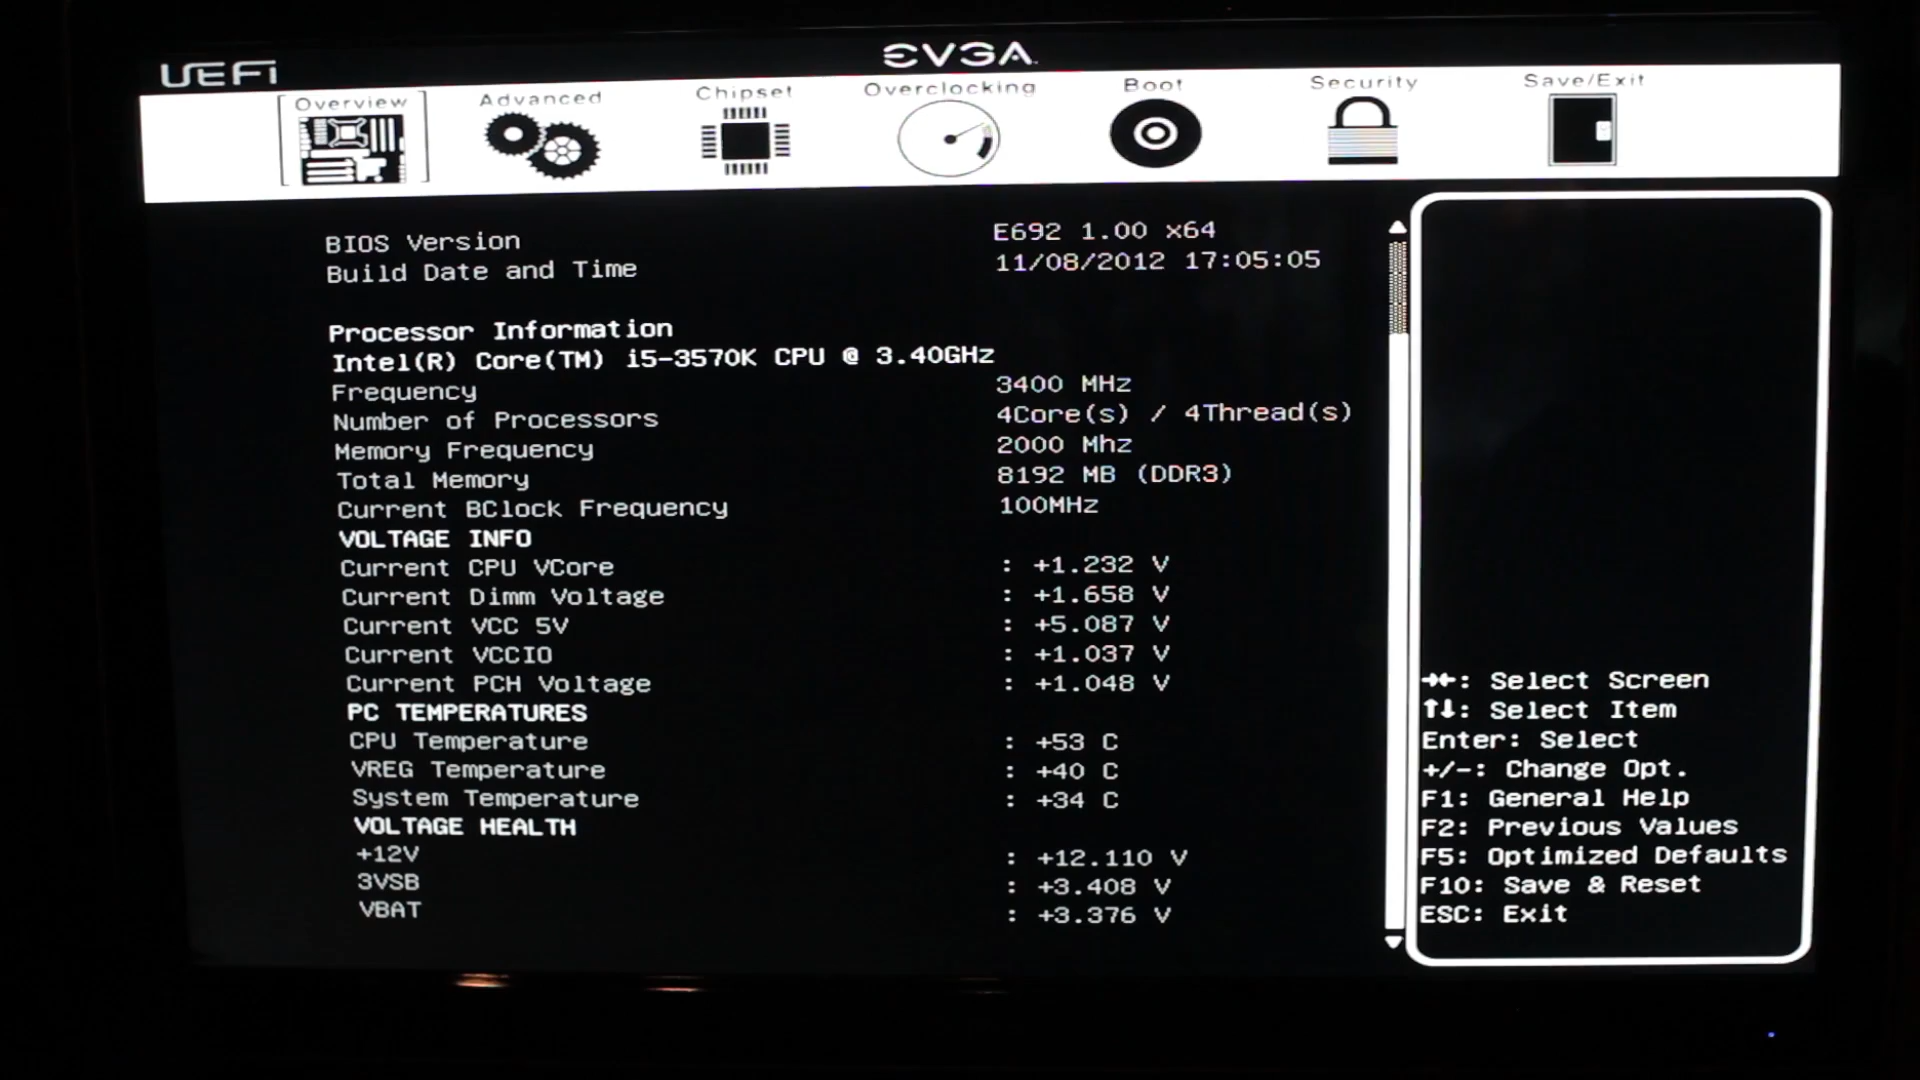 UEFi
EVGA
Overview Advanced Chipset Overclocking Boot Security Save/Exit
BIOS Version E692 1.00 x64
Build Date and Time 11/08/2012 17:05:05
Processor Information
Intel(R) Core(TM) i5-3570K CPU @ 3.40GHz
Frequency 3400 MHz
Number of Processors 4Core(s) / 4Thread(s)
Memory Frequency 2000 Mhz
Total Memory 8192 MB (DDR3)
Current BClock Frequency 100MHz
VOLTAGE INFO
Current CPU VCore : +1.232 V
Current Dimm Voltage : +1.658 V
Current VCC 5V : +5.087 V
Current VCCIO : +1.037 V
Current PCH Voltage : +1.048 V
PC TEMPERATURES
CPU Temperature : +53 C
VREG Temperature : +40 C
System Temperature : +34 C
VOLTAGE HEALTH
+12V : +12.110 V
3VSB : +3.408 V
VBAT : +3.376 V
→←: Select Screen
↑↓: Select Item
Enter: Select
+/-: Change Opt.
F1: General Help
F2: Previous Values
F5: Optimized Defaults
F10: Save & Reset
ESC: Exit